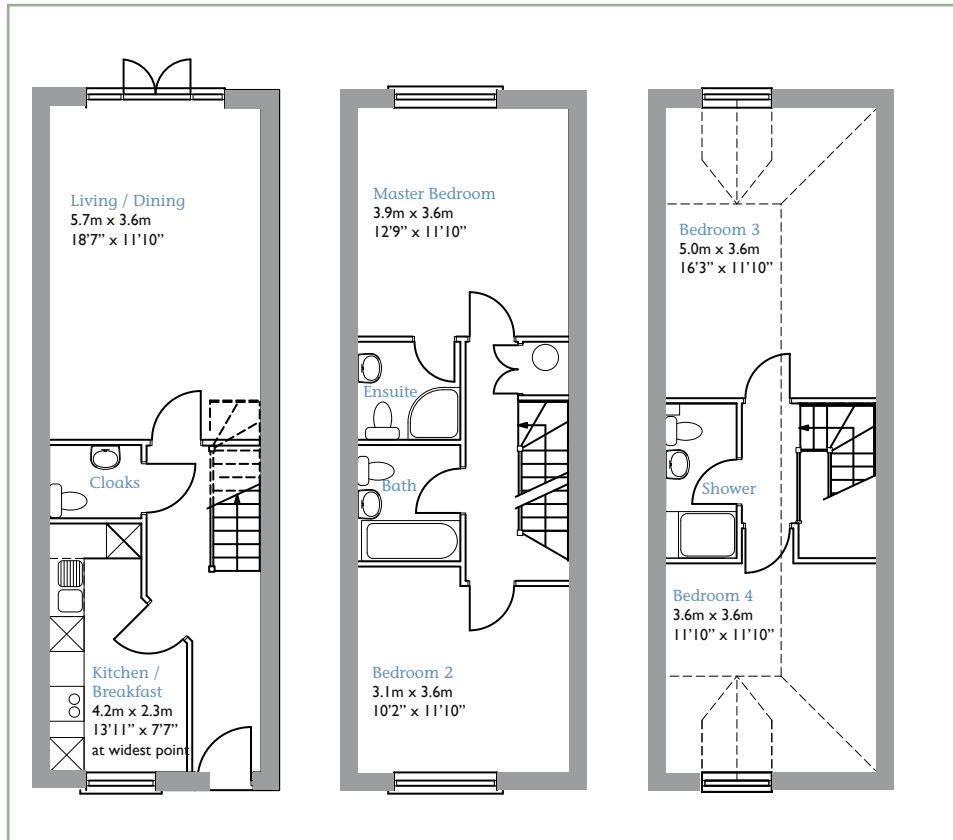 Living / Dining
5.7m x 3.6m
18’7” x 11’10”
Cloaks
Kitchen /
Breakfast
4.2m x 2.3m
13’11” x 7’7”
at widest point
Master Bedroom
3.9m x 3.6m
12’9” x 11’10”
Ensuite
Bath
Bedroom 2
3.1m x 3.6m
10’2” x 11’10”
Bedroom 3
5.0m x 3.6m
16’3” x 11’10”
Shower
Bedroom 4
3.6m x 3.6m
11’10” x 11’10”